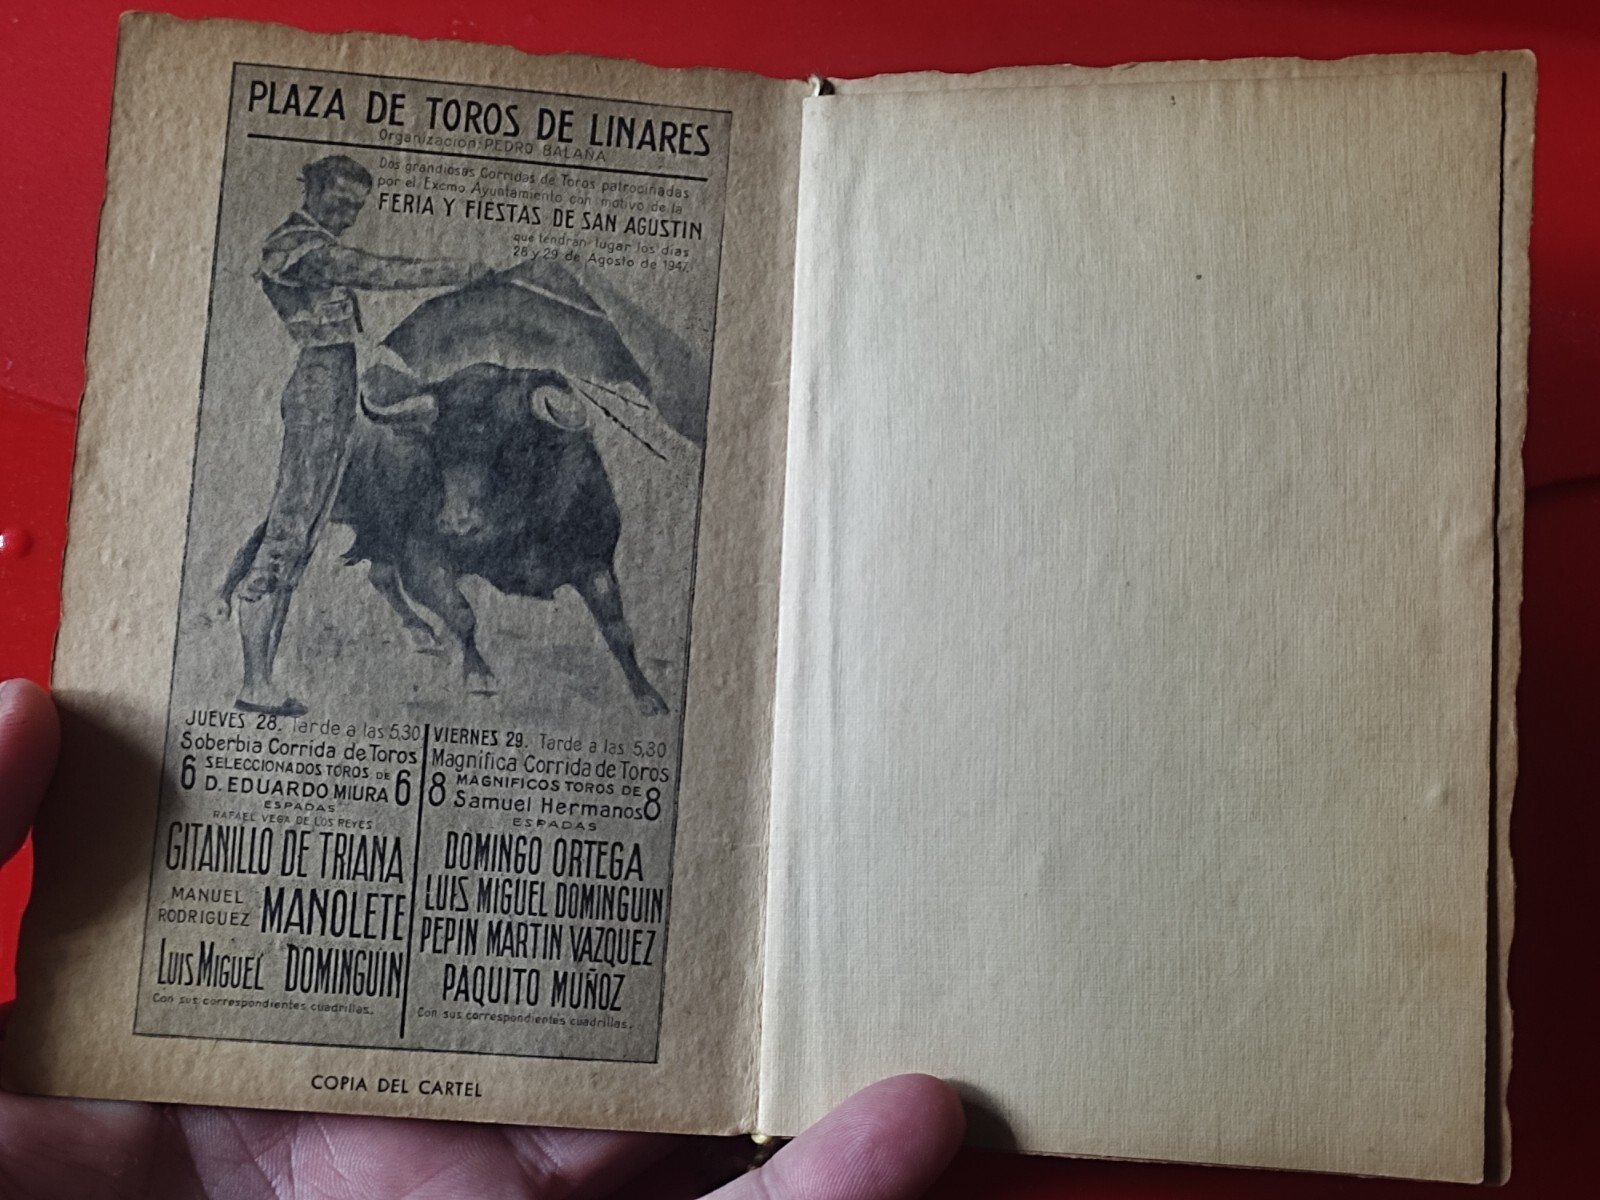 PLAZA DE TOROS DE LINARES
Organización: PEDRO BALAÑA
Dos grandiosas Corridas de Toros patrocinadas
por el Excmo Ayuntamiento con motivo de la
FERIA Y FIESTAS DE SAN AGUSTIN
que tendrán lugar los días
28 y 29 de Agosto de 1947.
JUEVES 28. Tarde a las 5,30
Soberbia Corrida de Toros
6 SELECCIONADOS TOROS DE 6
D. EDUARDO MIURA
ESPADAS
RAFAEL VEGA DE LOS REYES
GITANILLO DE TRIANA
MANUEL
RODRIGUEZ MANOLETE
LUIS MIGUEL DOMINGUIN
Con sus correspondientes cuadrillas.
VIERNES 29. Tarde a las 5,30
Magnífica Corrida de Toros
8 MAGNIFICOS TOROS DE 8
Samuel Hermanos
ESPADAS
DOMINGO ORTEGA
LUIS MIGUEL DOMINGUIN
PEPIN MARTIN VAZQUEZ
PAQUITO MUÑOZ
Con sus correspondientes cuadrillas.
COPIA DEL CARTEL